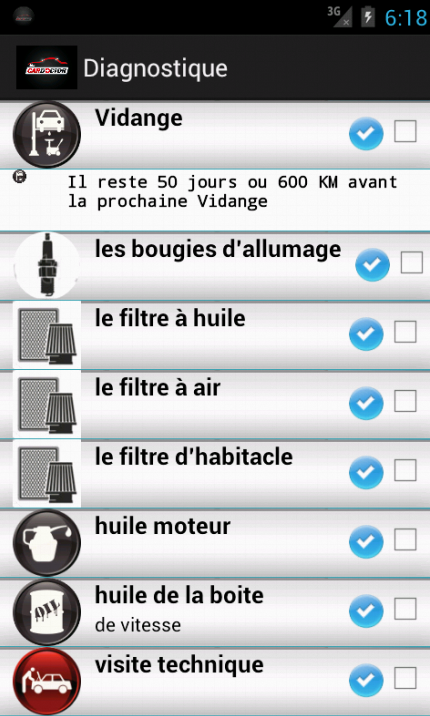 3G 6:18
CARDOCTOR Diagnostique
Vidange
Il reste 50 jours ou 600 KM avant
la prochaine Vidange
les bougies d'allumage
le filtre à huile
le filtre à air
le filtre d'habitacle
huile moteur
OIL
huile de la boite
de vitesse
visite technique